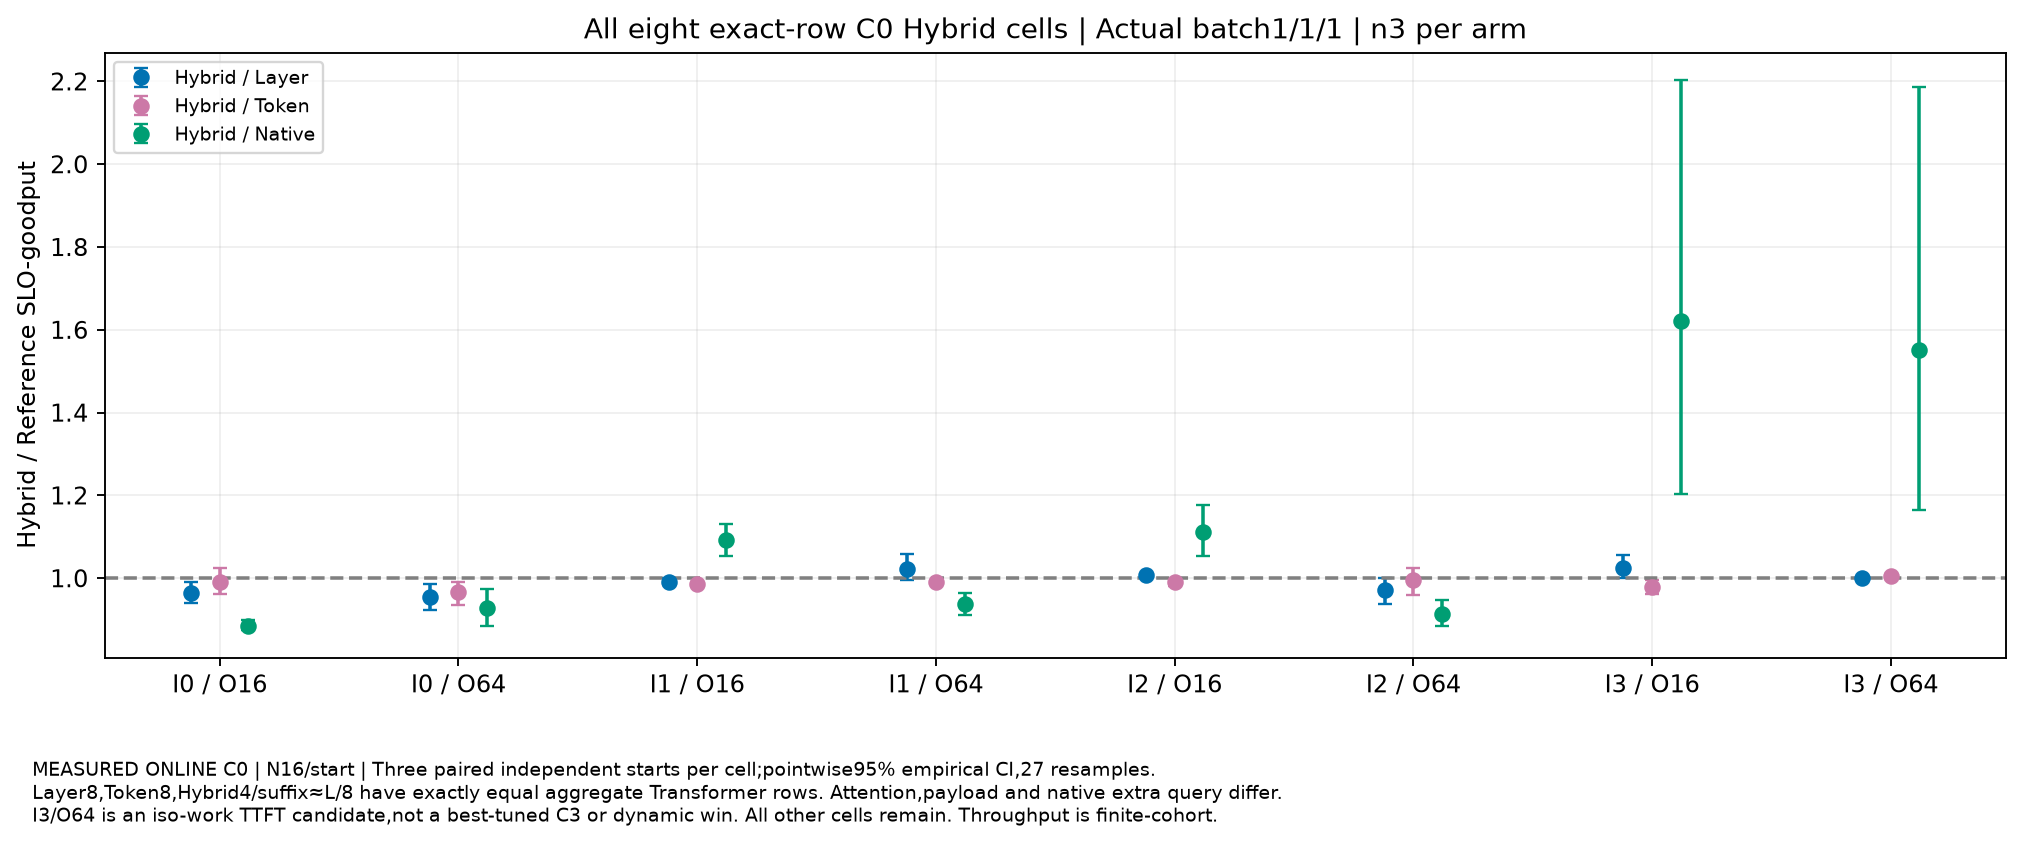 All eight exact-row C0 Hybrid cells | Actual batch1/1/1 | n3 per arm
Hybrid / Layer
Hybrid / Token
Hybrid / Native
Hybrid / Reference SLO-goodput
2.2
2.0
1.8
1.6
1.4
1.2
1.0
I0 / O16
I0 / O64
I1 / O16
I1 / O64
I2 / O16
I2 / O64
I3 / O16
I3 / O64
MEASURED ONLINE C0 | N16/start | Three paired independent starts per cell;pointwise95% empirical CI,27 resamples.
Layer8,Token8,Hybrid4/suffix≈L/8 have exactly equal aggregate Transformer rows. Attention,payload and native extra query differ.
I3/O64 is an iso-work TTFT candidate,not a best-tuned C3 or dynamic win. All other cells remain. Throughput is finite-cohort.